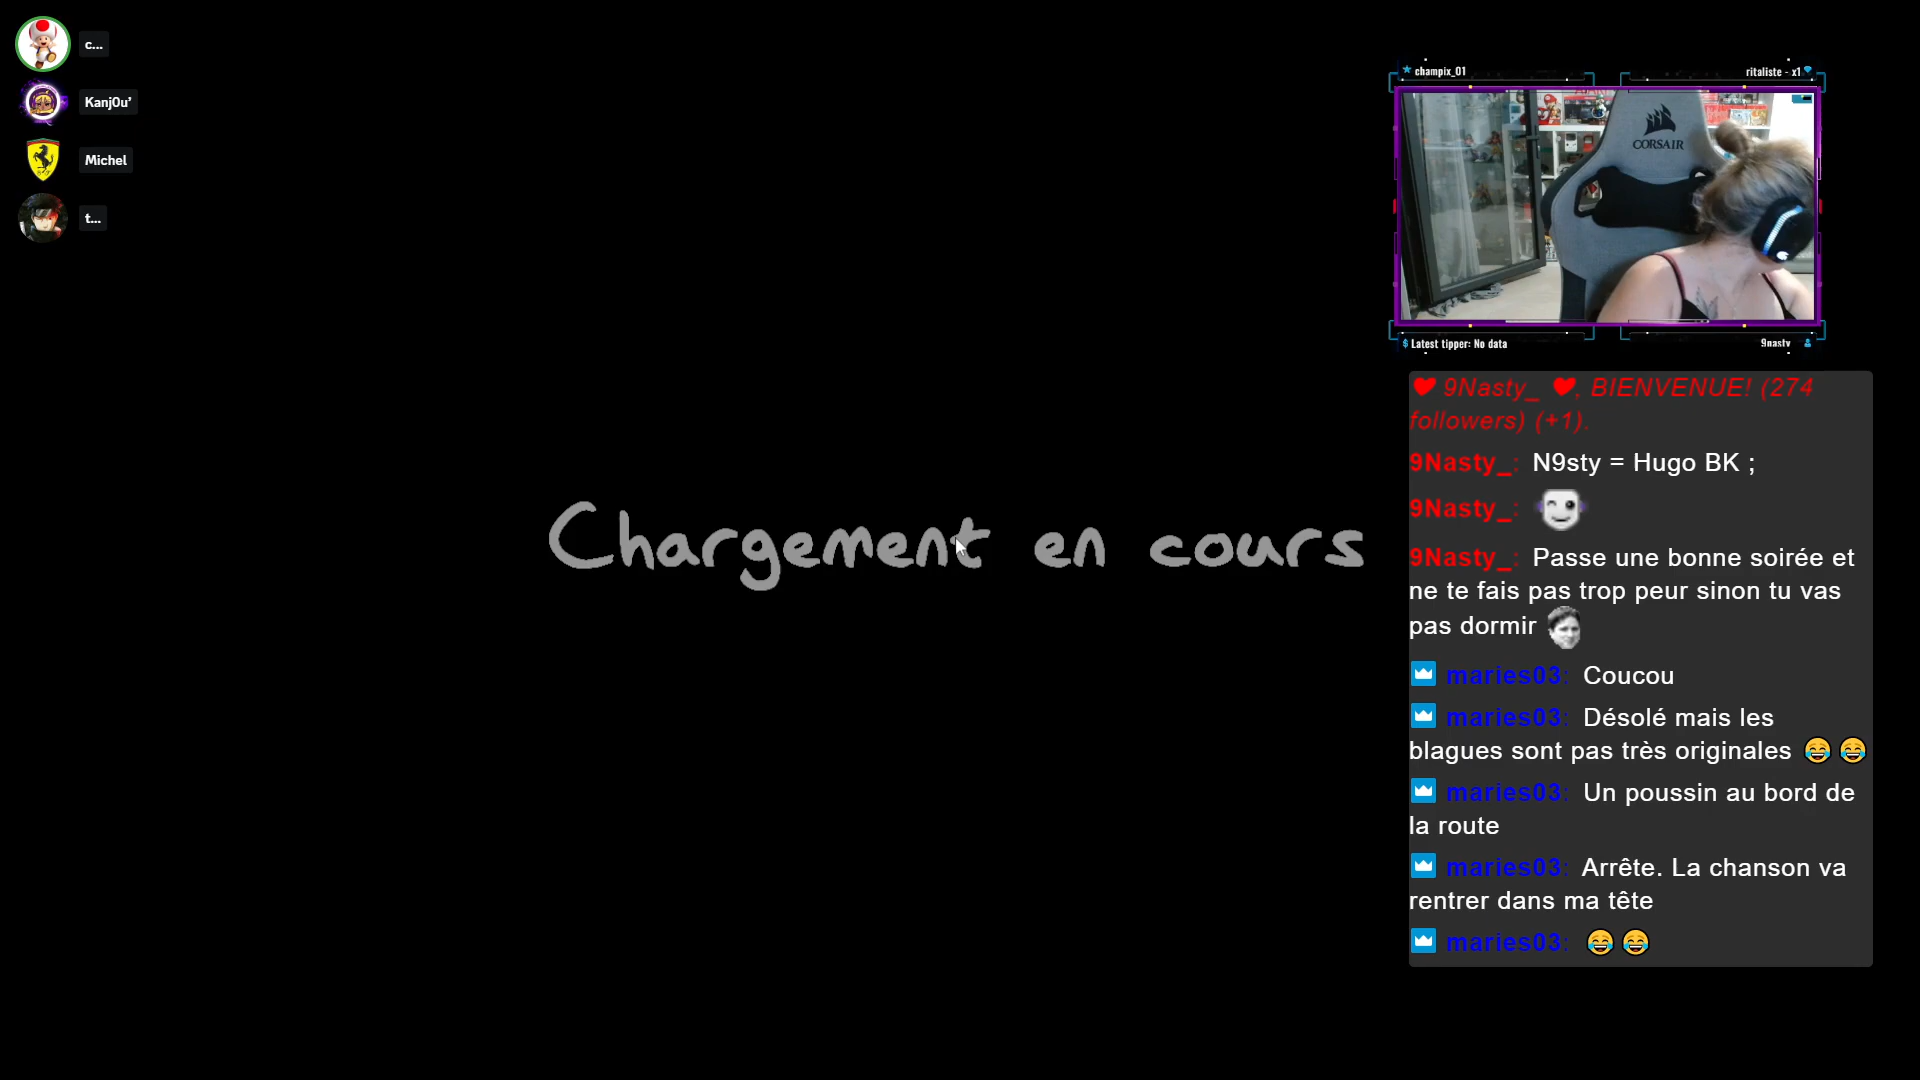 c...
KanjOu’
Michel
t...
champix_01
ritaliste - x1
CORSAIR
$ Latest tipper: No data
9nasty
Chargement en cours
9Nasty_ , BIENVENUE! (274
followers) (+1).
9Nasty_: N9sty = Hugo BK ;
9Nasty_:
9Nasty_: Passe une bonne soirée et
ne te fais pas trop peur sinon tu vas
pas dormir
maries03: Coucou
maries03: Désolé mais les
blagues sont pas très originales 😂 😂
maries03: Un poussin au bord de
la route
maries03: Arrête. La chanson va
rentrer dans ma tête
maries03: 😂 😂